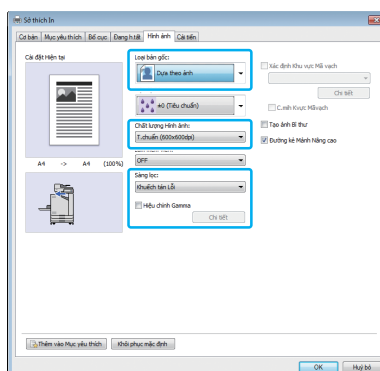 Sở thích In
Cơ bản
Mục yêu thích
Bố cục
Đang h.tất
Hình ảnh
Cải tiến
Cài đặt Hiện tại
A4 -> A4 (100%)
Loại bản gốc:
Dựa theo ảnh
±0 (Tiêu chuẩn)
Chất lượng Hình ảnh:
T.chuẩn (600x600dpi)
OFF
Sàng lọc:
Khuếch tán Lỗi
Hiệu chỉnh Gamma
Chi tiết
Xác định Khu vực Mã vạch
Chi tiết
C.mih Kvực Mãvạch
Tạo ảnh Bí thư
Đường kẻ Mảnh Nâng cao
Thêm vào Mục yêu thích
Khôi phục mặc định
OK
Huỷ bỏ